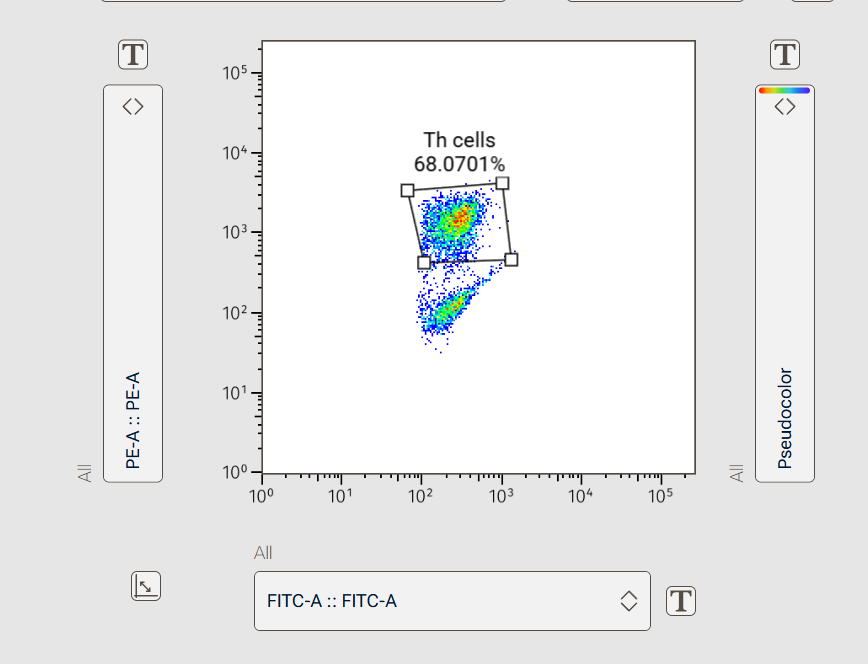 T
T
10⁵
10⁴
10³
10²
10¹
10⁰
Th cells
68.0701%
10⁰ 10¹ 10² 10³ 10⁴ 10⁵
PE-A :: PE-A
All
Pseudocolor
All
All
FITC-A :: FITC-A
T